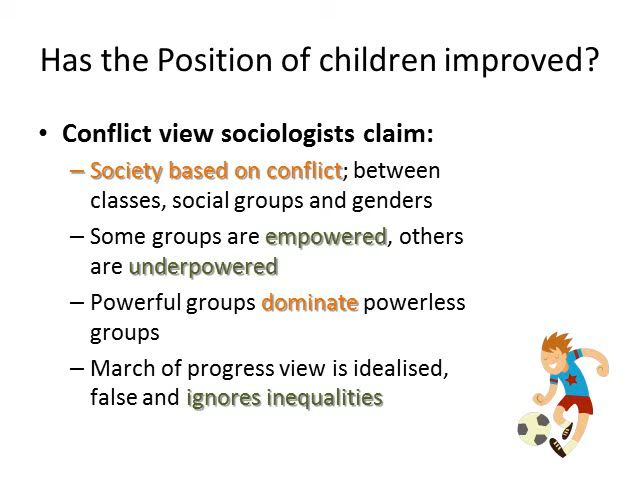 Has the Position of children improved?
• Conflict view sociologists claim:
– Society based on conflict; between
classes, social groups and genders
– Some groups are empowered, others
are underpowered
– Powerful groups dominate powerless
groups
– March of progress view is idealised,
false and ignores inequalities